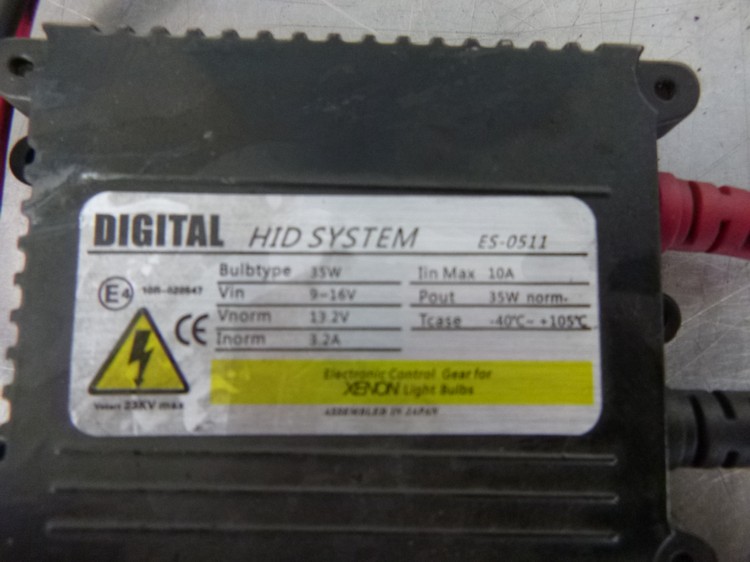 DIGITAL HID SYSTEM ES-0511
Bulbtype 35W Iin Max 10A
Vin 9~16V Pout 35W norm.
Vnorm 13.2V Tcase -40℃~ +105℃
Inorm 3.2A
E4 10R-020547
CE
23KV max
Electronic Control Gear for
XENON Light Bulbs
ASSEMBLED IN JAPAN